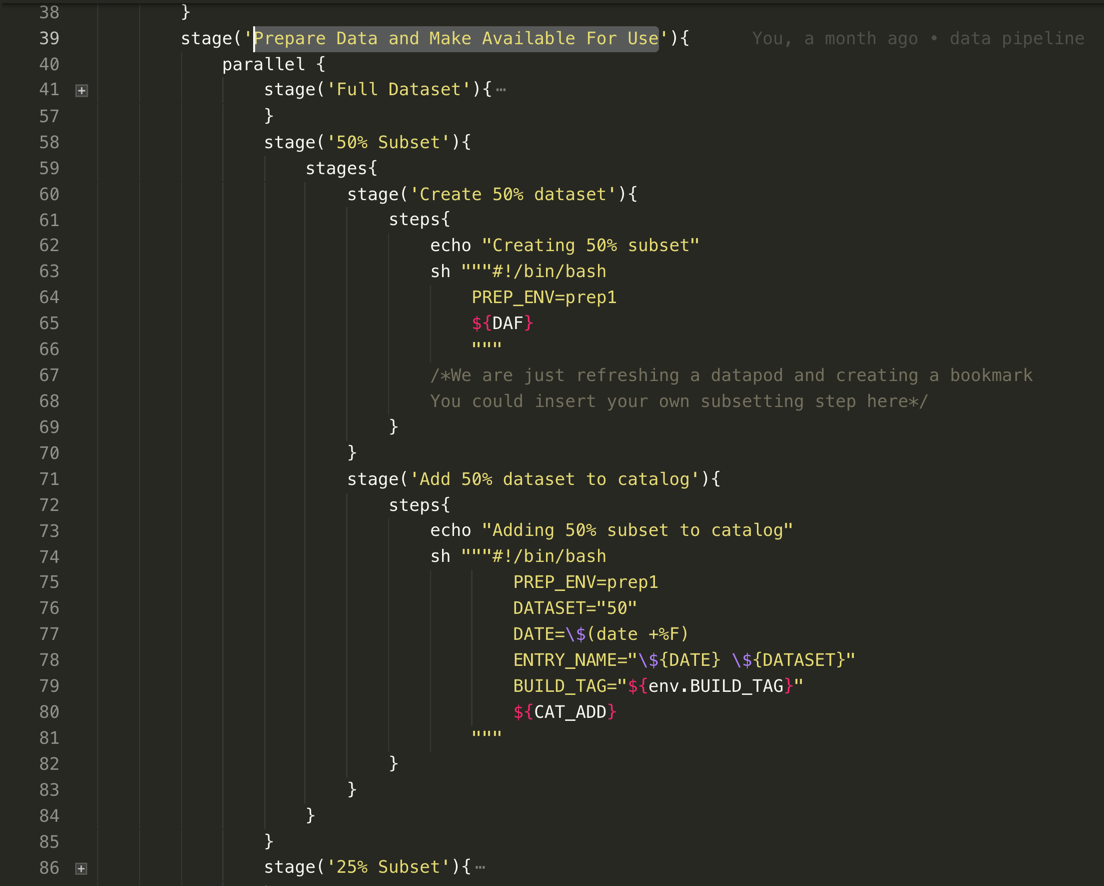 38 }
39 stage('Prepare Data and Make Available For Use'){ You, a month ago • data pipeline
40 parallel {
41 stage('Full Dataset'){ ⋯
57 }
58 stage('50% Subset'){
59 stages{
60 stage('Create 50% dataset'){
61 steps{
62 echo "Creating 50% subset"
63 sh """#!/bin/bash
64 PREP_ENV=prep1
65 ${DAF}
66 """
67 /*We are just refreshing a datapod and creating a bookmark
68 You could insert your own subsetting step here*/
69 }
70 }
71 stage('Add 50% dataset to catalog'){
72 steps{
73 echo "Adding 50% subset to catalog"
74 sh """#!/bin/bash
75 PREP_ENV=prep1
76 DATASET="50"
77 DATE=\$(date +%F)
78 ENTRY_NAME="\${DATE} \${DATASET}"
79 BUILD_TAG="${env.BUILD_TAG}"
80 ${CAT_ADD}
81 """
82 }
83 }
84 }
85 }
86 stage('25% Subset'){ ⋯